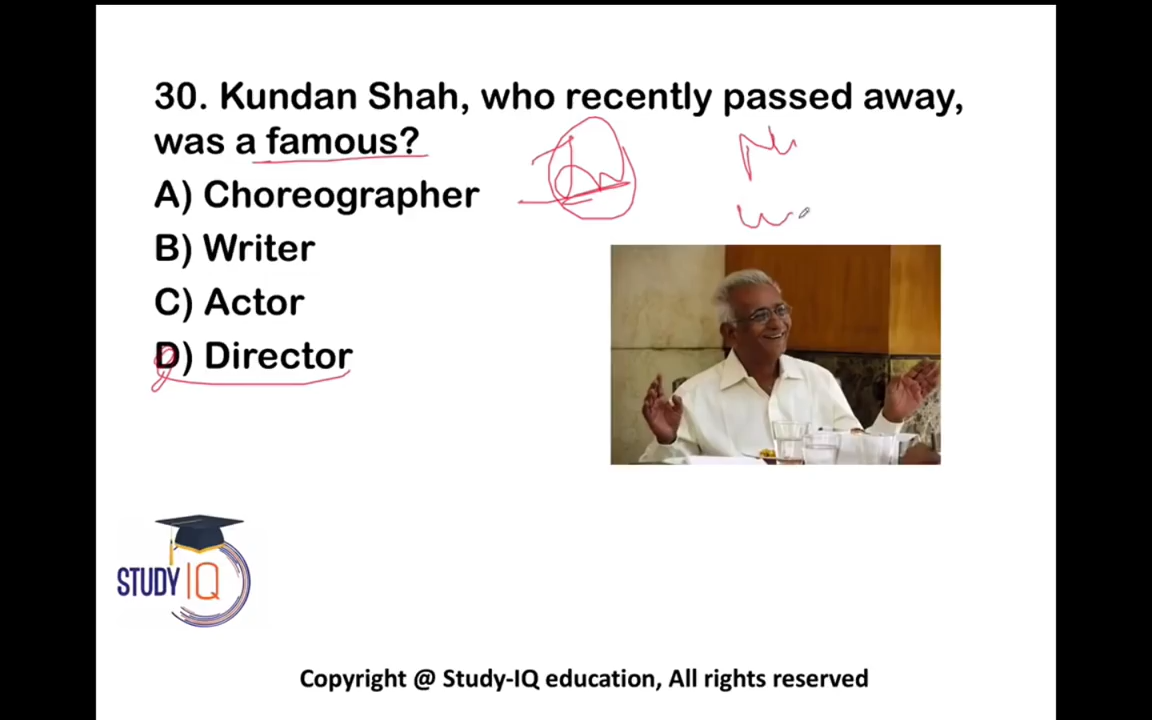 30. Kundan Shah, who recently passed away,
was a famous?
A) Choreographer
B) Writer
C) Actor
D) Director
STUDY IQ
Copyright @ Study-IQ education, All rights reserved